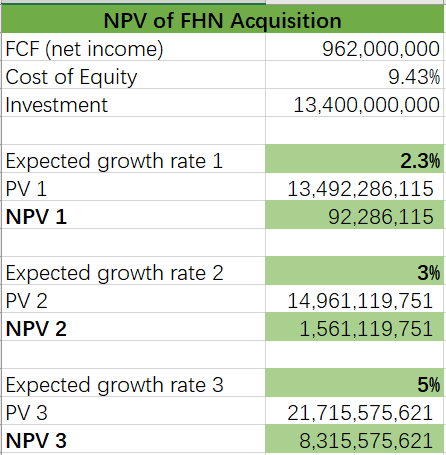 NPV of FHN Acquisition
FCF (net income) 962,000,000
Cost of Equity 9.43%
Investment 13,400,000,000
Expected growth rate 1 2.3%
PV 1 13,492,286,115
NPV 1 92,286,115
Expected growth rate 2 3%
PV 2 14,961,119,751
NPV 2 1,561,119,751
Expected growth rate 3 5%
PV 3 21,715,575,621
NPV 3 8,315,575,621